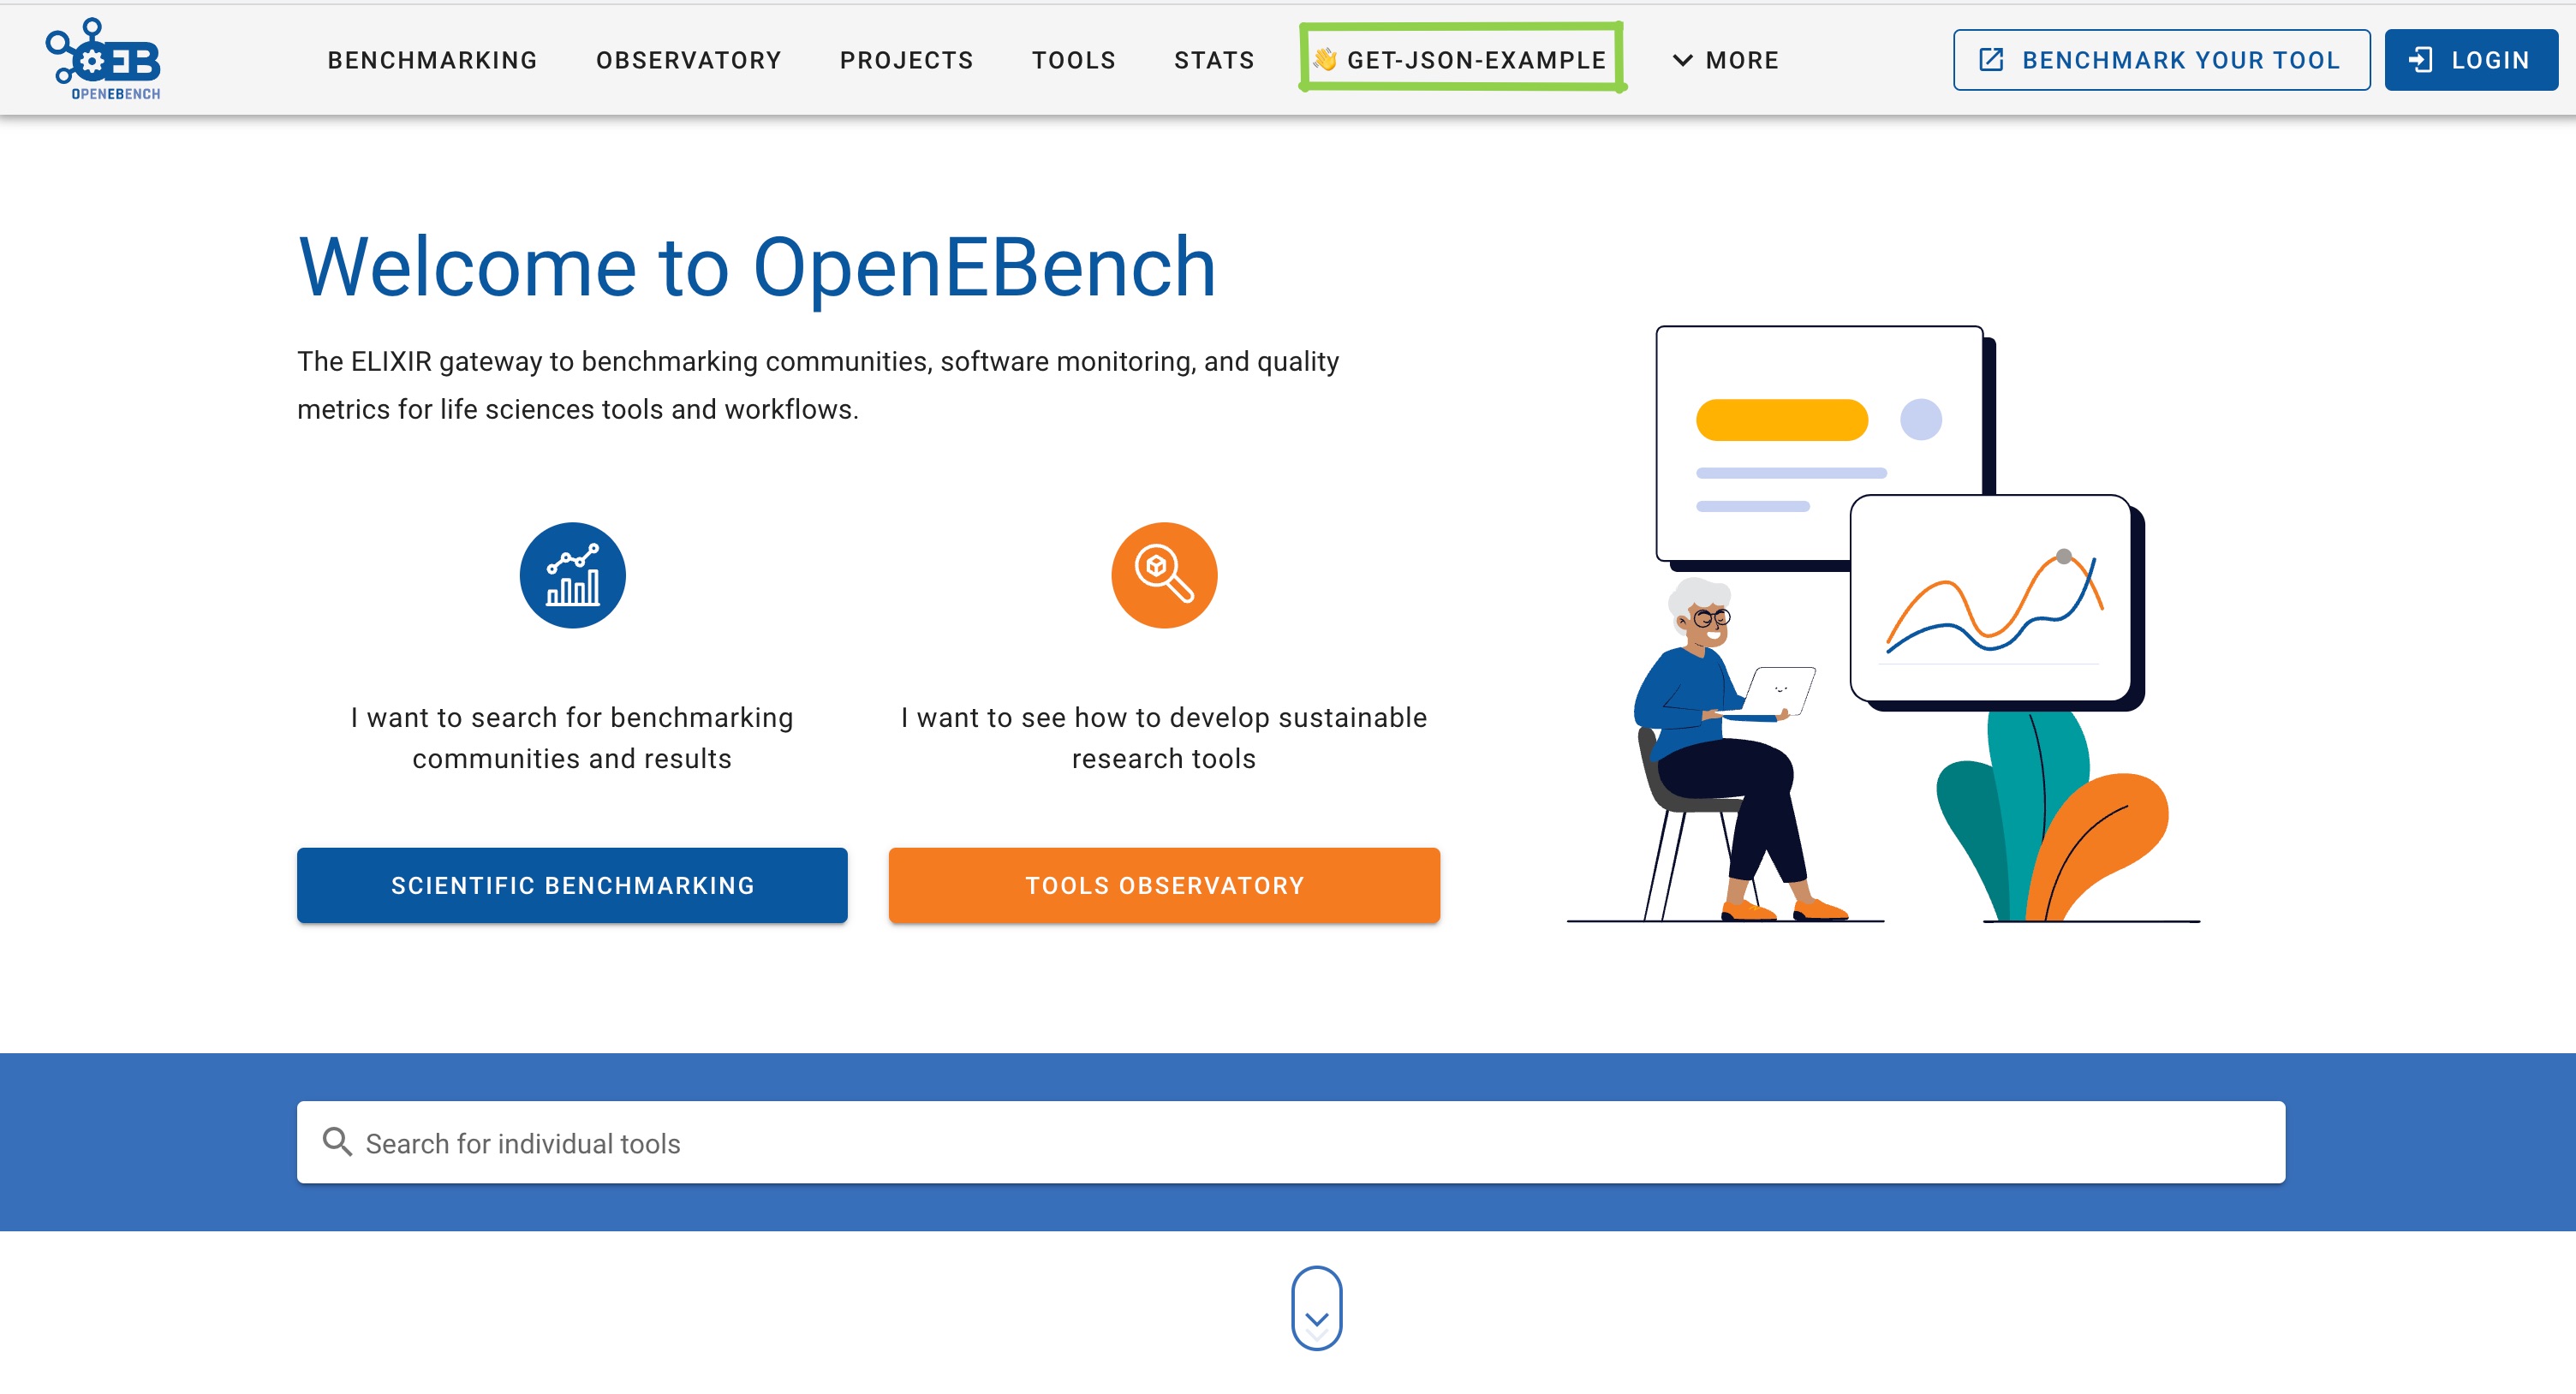 EB
OPENEBENCH
BENCHMARKING
OBSERVATORY
PROJECTS
TOOLS
STATS
👋 GET-JSON-EXAMPLE
MORE
BENCHMARK YOUR TOOL
LOGIN
Welcome to OpenEBench
The ELIXIR gateway to benchmarking communities, software monitoring, and quality
metrics for life sciences tools and workflows.
I want to search for benchmarking
communities and results
SCIENTIFIC BENCHMARKING
I want to see how to develop sustainable
research tools
TOOLS OBSERVATORY
Search for individual tools